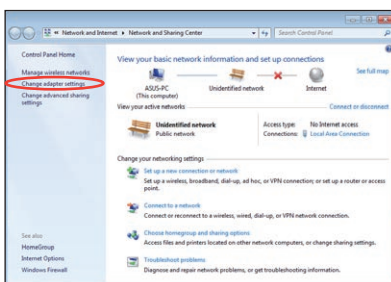 Network and Internet ▸ Network and Sharing Center
Search Control Panel
Control Panel Home
Manage wireless networks
Change adapter settings
Change advanced sharing
settings
See also
HomeGroup
Internet Options
Windows Firewall
View your basic network information and set up connections
See full map
ASUS-PC
(This computer)
Unidentified network
Internet
View your active networks
Connect or disconnect
Unidentified network
Public network
Access type: No Internet access
Connections: Local Area Connection
Change your networking settings
Set up a new connection or network
Set up a wireless, broadband, dial-up, ad hoc, or VPN connection; or set up a router or access
point.
Connect to a network
Connect or reconnect to a wireless, wired, dial-up, or VPN network connection.
Choose homegroup and sharing options
Access files and printers located on other network computers, or change sharing settings.
Troubleshoot problems
Diagnose and repair network problems, or get troubleshooting information.